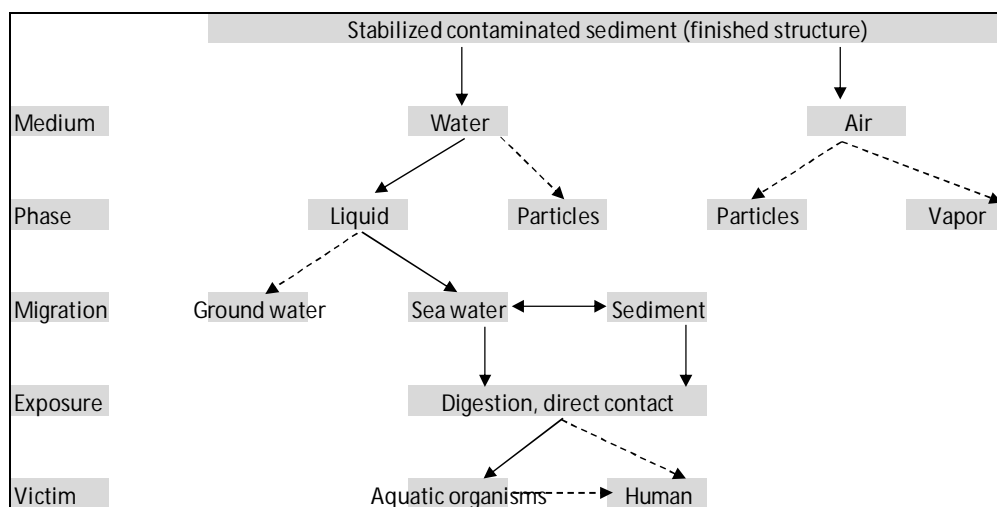 Stabilized contaminated sediment (finished structure)
Medium Water Air
Phase Liquid Particles Particles Vapor
Migration Ground water Sea water Sediment
Exposure Digestion, direct contact
Victim Aquatic organisms Human